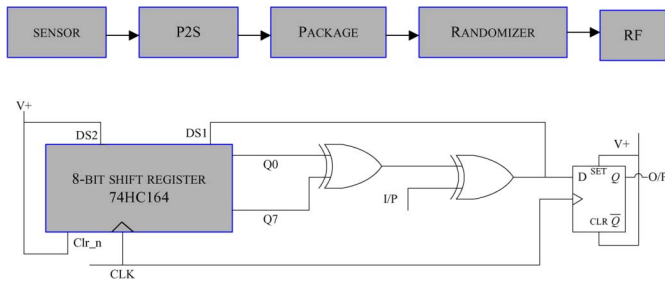 SENSOR
P2S
PACKAGE
RANDOMIZER
RF
V+
DS2
DS1
V+
8-BIT SHIFT REGISTER
74HC164
Q0
Q7
I/P
D
SET
Q
O/P
CLR
Q
Clr_n
CLK